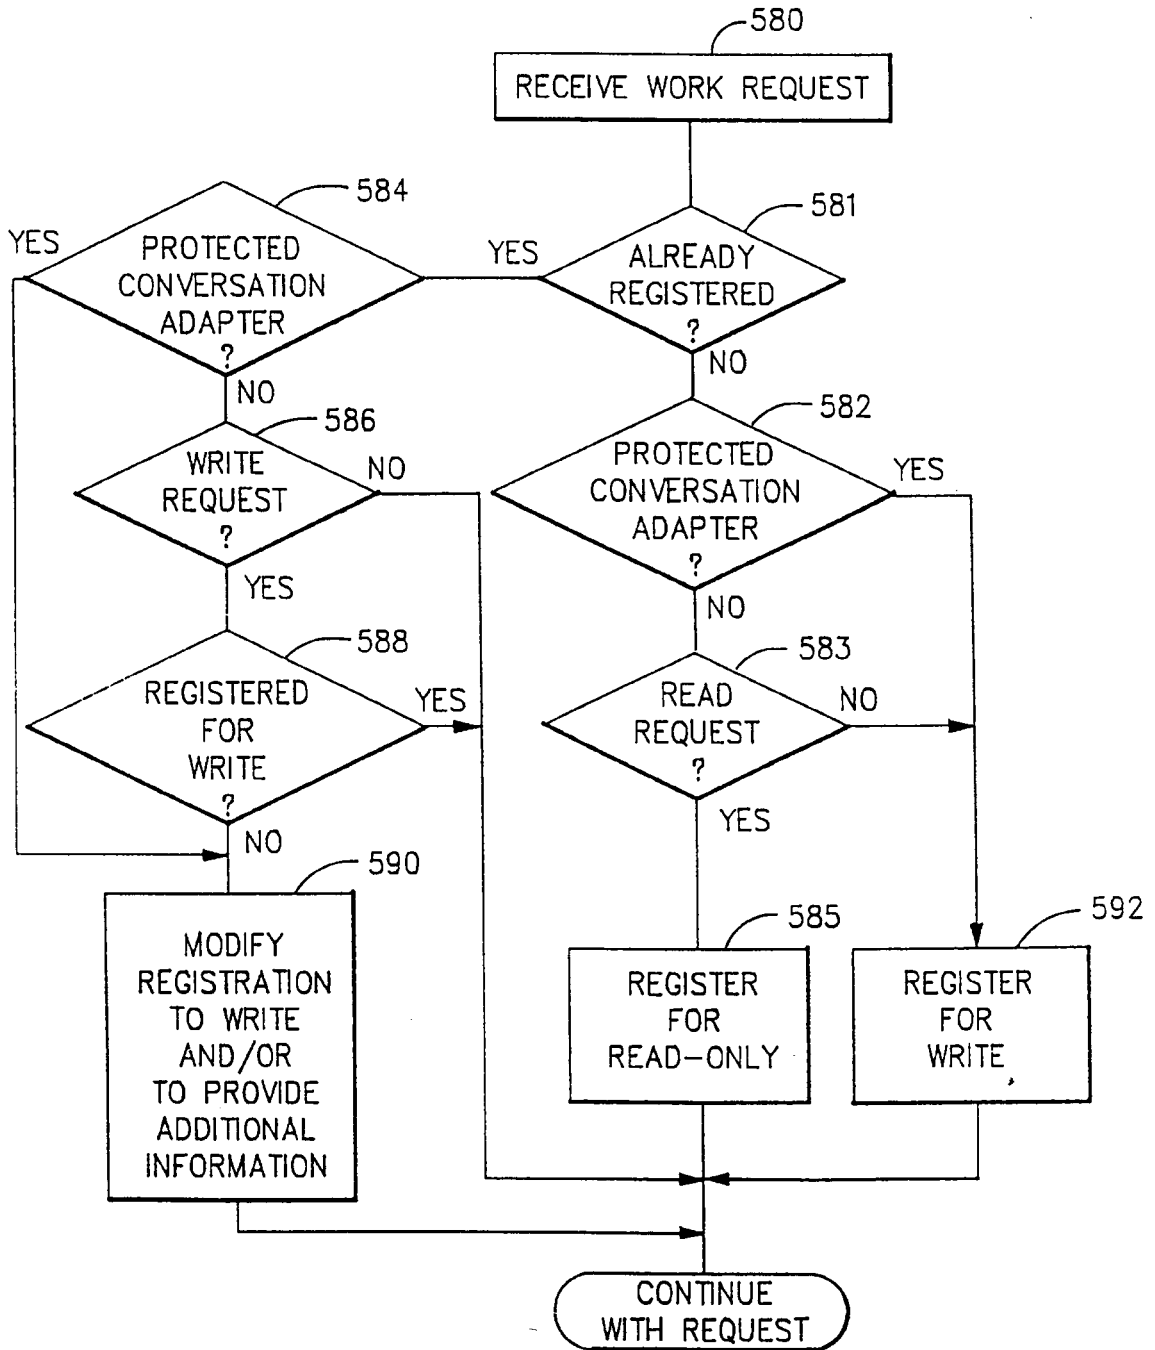 580
RECEIVE WORK REQUEST
584
581
YES
PROTECTED
CONVERSATION
ADAPTER
?
YES
ALREADY
REGISTERED
?
NO
NO
586
582
WRITE
REQUEST
?
NO
PROTECTED
CONVERSATION
ADAPTER
?
YES
YES
NO
588
583
REGISTERED
FOR
WRITE
?
YES
READ
REQUEST
?
NO
NO
YES
590
585
592
MODIFY
REGISTRATION
TO WRITE
AND/OR
TO PROVIDE
ADDITIONAL
INFORMATION
REGISTER
FOR
READ-ONLY
REGISTER
FOR
WRITE
CONTINUE
WITH REQUEST